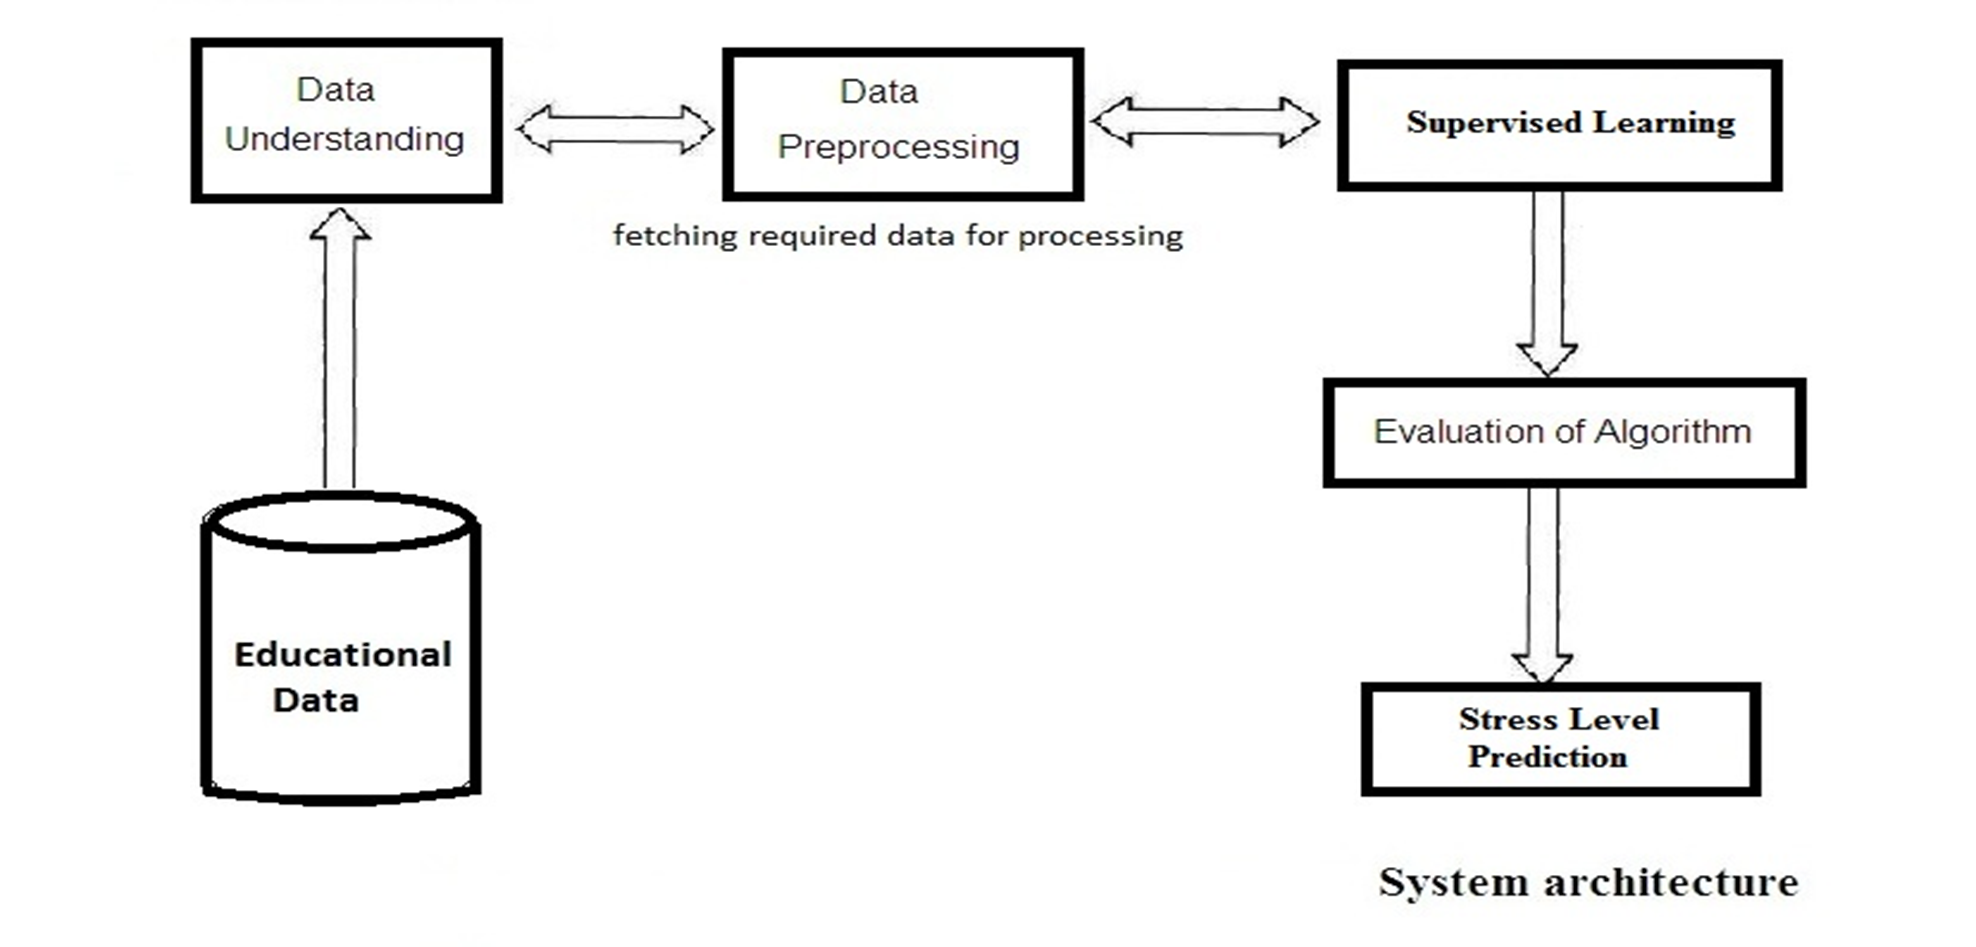 Data
Understanding
Data
Preprocessing
Supervised Learning
fetching required data for processing
Evaluation of Algorithm
Educational
Data
Stress Level
Prediction
System architecture